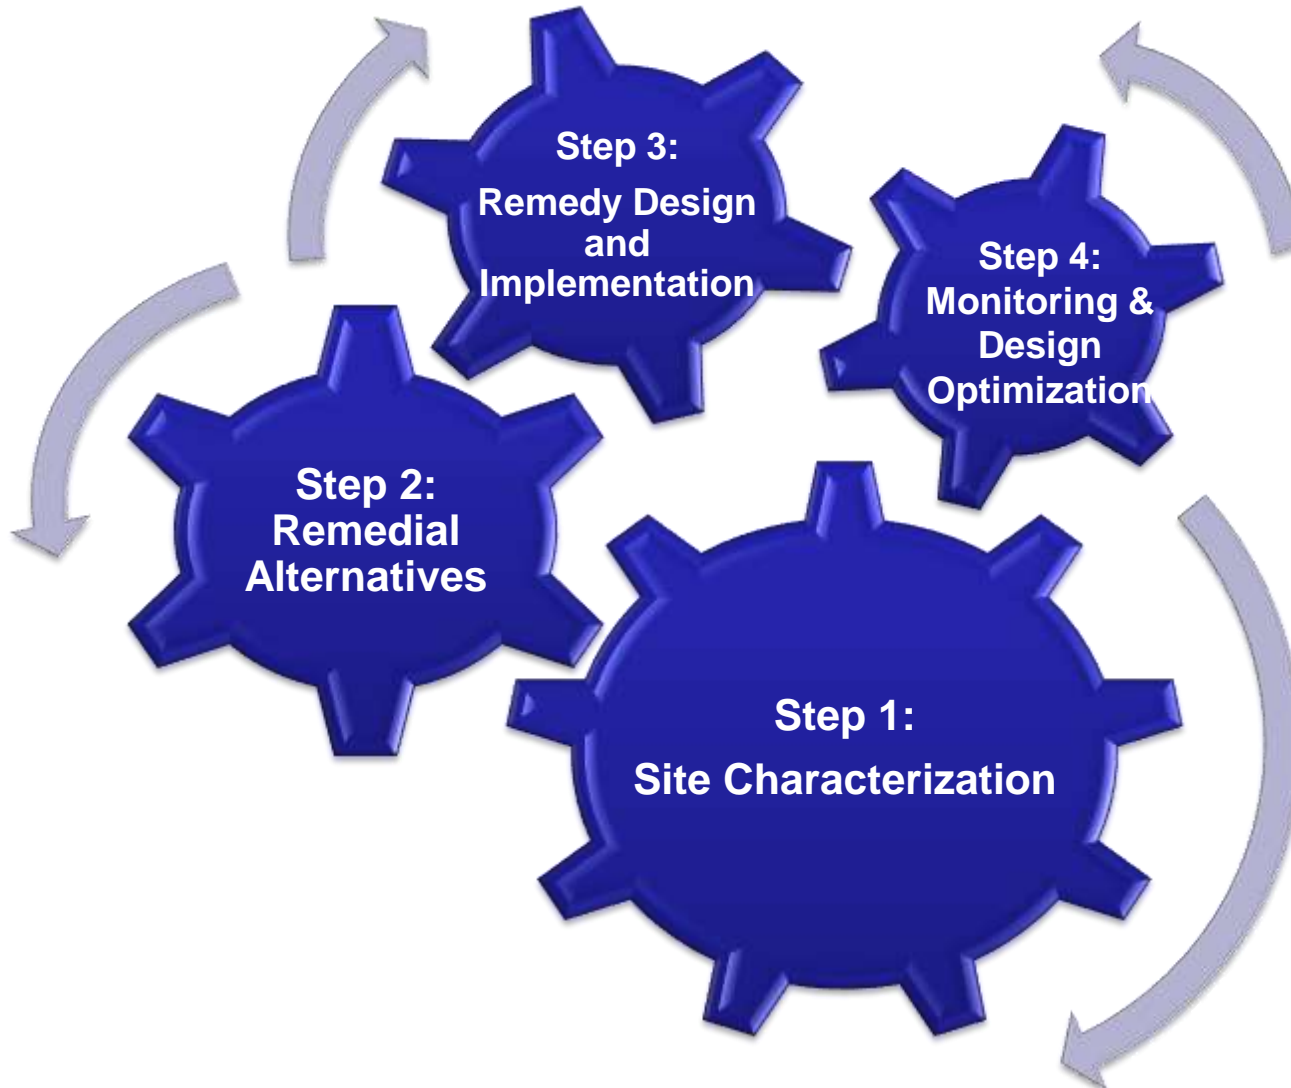 Step 3:
Remedy Design
and
Implementation
Step 4:
Monitoring &
Design
Optimization
Step 2:
Remedial
Alternatives
Step 1:
Site Characterization